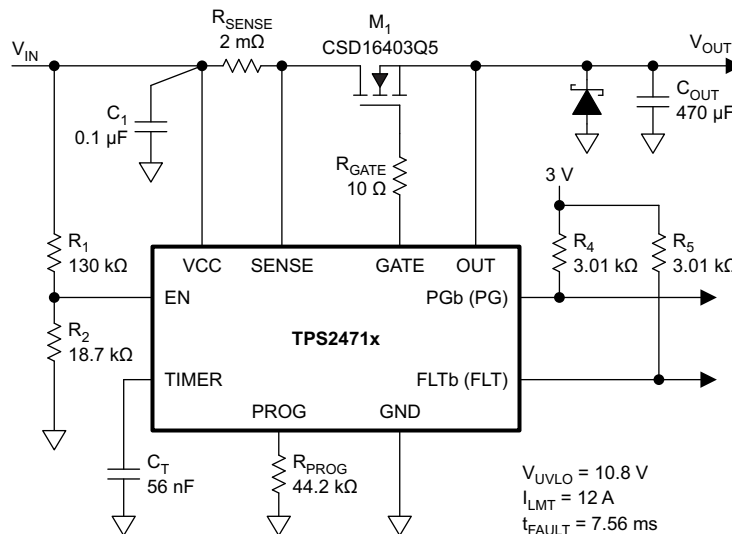 R_SENSE
2 mΩ
M_1
CSD16403Q5
V_IN
V_OUT
C_1
0.1 µF
C_OUT
470 µF
R_GATE
10 Ω
3 V
R_1
130 kΩ
R_4
3.01 kΩ
R_5
3.01 kΩ
VCC
SENSE
GATE
OUT
EN
PGb (PG)
R_2
18.7 kΩ
TPS2471x
TIMER
FLTb (FLT)
PROG
GND
C_T
56 nF
R_PROG
44.2 kΩ
V_UVLO = 10.8 V
I_LMT = 12 A
t_FAULT = 7.56 ms